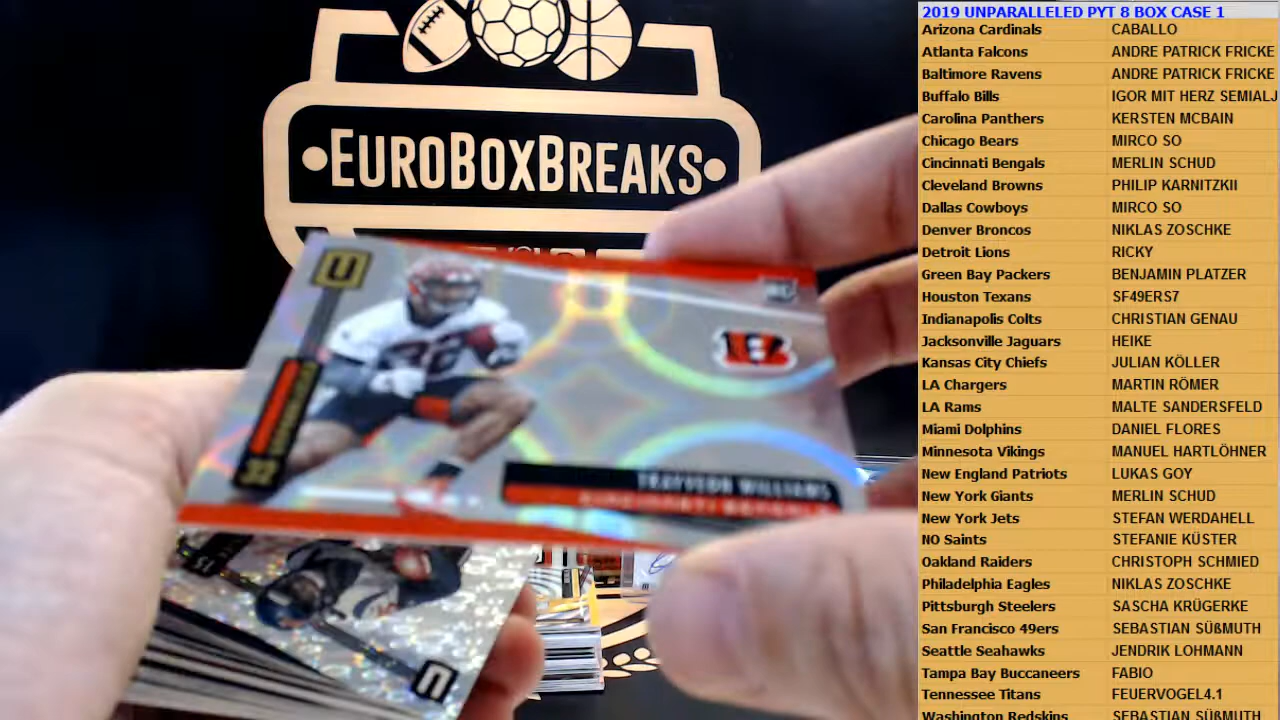 2019 UNPARALLELED PYT 8 BOX CASE 1
Arizona Cardinals CABALLO
Atlanta Falcons ANDRE PATRICK FRICKE
Baltimore Ravens ANDRE PATRICK FRICKE
Buffalo Bills IGOR MIT HERZ SEMIALJ
Carolina Panthers KERSTEN MCBAIN
Chicago Bears MIRCO SO
Cincinnati Bengals MERLIN SCHUD
Cleveland Browns PHILIP KARNITZKII
Dallas Cowboys MIRCO SO
Denver Broncos NIKLAS ZOSCHKE
Detroit Lions RICKY
Green Bay Packers BENJAMIN PLATZER
Houston Texans SF49ERS7
Indianapolis Colts CHRISTIAN GENAU
Jacksonville Jaguars HEIKE
Kansas City Chiefs JULIAN KÖLLER
LA Chargers MARTIN RÖMER
LA Rams MALTE SANDERSFELD
Miami Dolphins DANIEL FLORES
Minnesota Vikings MANUEL HARTLÖHNER
New England Patriots LUKAS GOY
New York Giants MERLIN SCHUD
New York Jets STEFAN WERDAHELL
NO Saints STEFANIE KÜSTER
Oakland Raiders CHRISTOPH SCHMIED
Philadelphia Eagles NIKLAS ZOSCHKE
Pittsburgh Steelers SASCHA KRÜGERKE
San Francisco 49ers SEBASTIAN SÜßMUTH
Seattle Seahawks JENDRIK LOHMANN
Tampa Bay Buccaneers FABIO
Tennessee Titans FEUERVOGEL4.1
Washington Redskins SEBASTIAN SÜßMUTH
•EUROBOXBREAKS•
U
RC
32
TRAYVEON WILLIAMS
CINCINNATI BENGALS
U